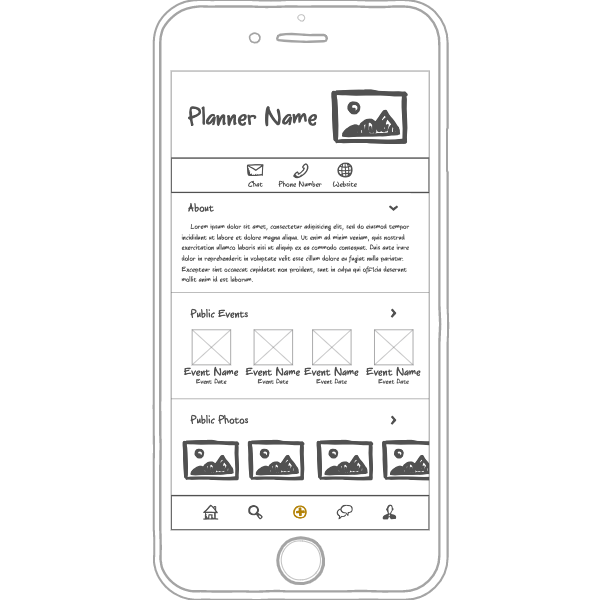 Planner Name
Chat Phone Number Website
About
Lorem ipsum dolor sit amet, consectetar adipisicing elit, sed do eiusmod tempor
incididunt ut labore et dolore magna aliqua. Ut enim ad minim veniam, quis nostrud
exercitation ullamco laboris nisi ut aliquip ex ea commodo consequat. Duis aute irure
dolor in reprehenderit in voluptate velit esse cillum dolore eu fugiat nulla pariatur.
Excepteur sint occaecat cupidatat non proident, sunt in culpa qui officia deserunt
mollit anim id est laborum.
Public Events
Event Name Event Name Event Name Event Name
Event Date Event Date Event Date Event Date
Public Photos